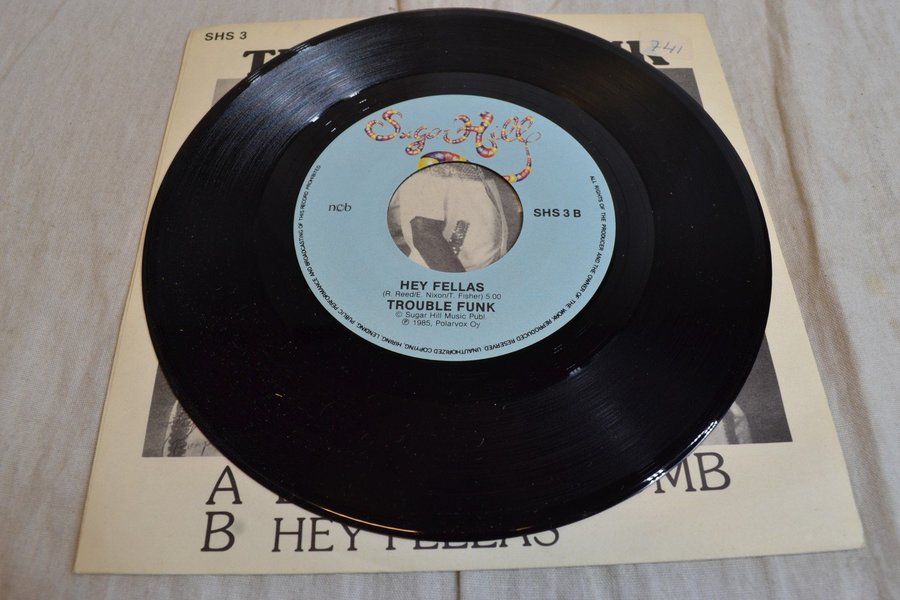 SHS 3
741
Sugar Hill
ncb
SHS 3 B
HEY FELLAS
(R. Reed/E. Nixon/T. Fisher) 5.00
TROUBLE FUNK
© Sugar Hill Music Publ.
℗ 1985, Polarvox Oy
ALL RIGHTS OF THE PRODUCER AND THE OWNER OF THE WORK REPRODUCED RESERVED. UNAUTHORIZED COPYING, HIRING, LENDING, PUBLIC PERFORMANCE AND BROADCASTING OF THIS RECORD PROHIBITED
A
MB
B HEY FELLAS